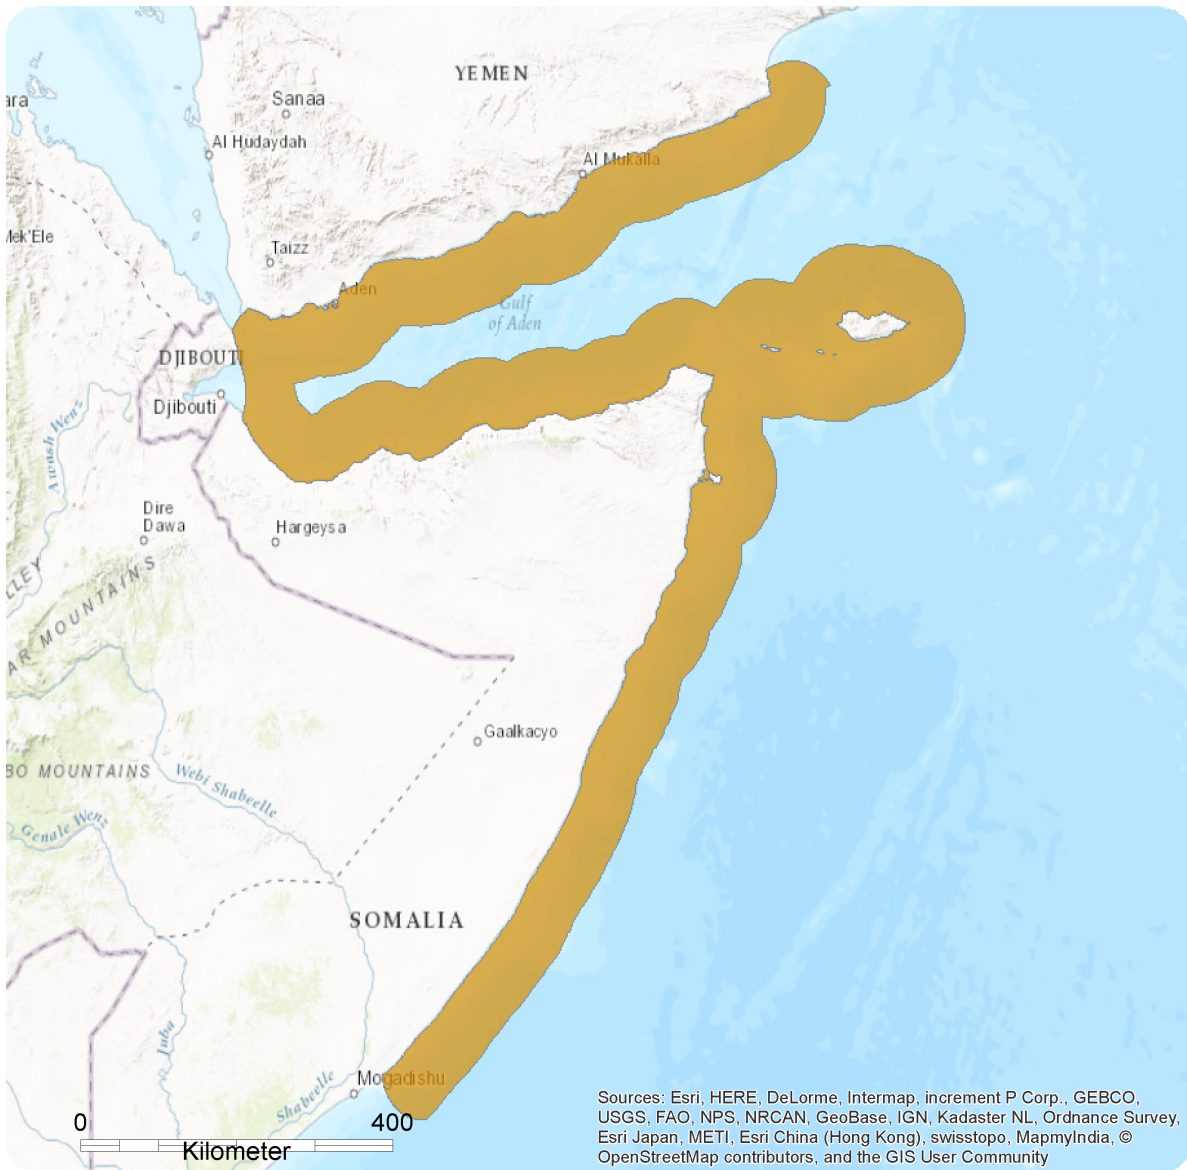 YEMEN
Sanaa
ara
Al Hudaydah
Al Mukalla
Mek'Ele
Taizz
Aden
Gulf
of Aden
DJIBOUTI
Djibouti
Awash Wenz
Dire
Dawa
Hargeysa
LLEY
AR MOUNTAINS
Gaalkacyo
BO MOUNTAINS
Webi Shabeelle
Genale Wenz
SOMALIA
Juba
Shabeelle
Mogadishu
0 400
Kilometer
Sources: Esri, HERE, DeLorme, Intermap, increment P Corp., GEBCO,
USGS, FAO, NPS, NRCAN, GeoBase, IGN, Kadaster NL, Ordnance Survey,
Esri Japan, METI, Esri China (Hong Kong), swisstopo, MapmyIndia, ©
OpenStreetMap contributors, and the GIS User Community